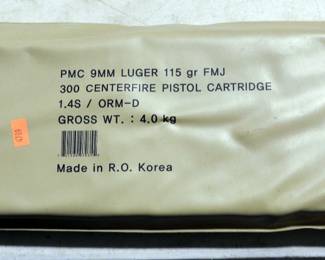 PMC 9MM LUGER 115 gr FMJ
300 CENTERFIRE PISTOL CARTRIDGE
1.4S / ORM-D
GROSS WT. : 4.0 kg
Made in R.O. Korea